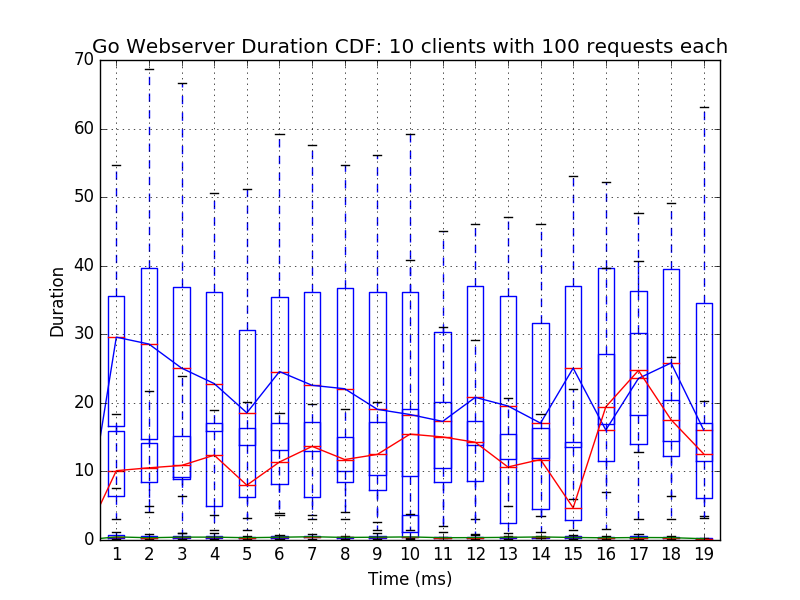 Go Webserver Duration CDF: 10 clients with 100 requests each
70
60
50
40
30
20
10
0
Duration
1 2 3 4 5 6 7 8 9 10 11 12 13 14 15 16 17 18 19
Time (ms)